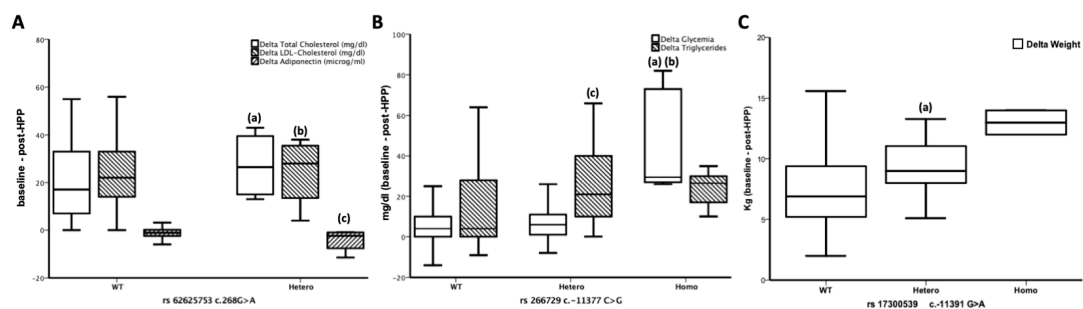 A
80
60
40
20
0
-20
baseline - post-HPP
Delta Total Cholesterol (mg/dl)
Delta LDL-Cholesterol (mg/dl)
Delta Adiponectin (microg/ml)
(a)
(b)
(c)
WT
Hetero
rs 62625753 c.268G>A
B
100
80
60
40
20
0
-20
mg/dl (baseline - post-HPP)
Delta Glycemia
Delta Triglycerides
(a) (b)
(c)
WT
Hetero
Homo
rs 266729 c.-11377 C>G
C
20
15
10
5
0
Kg (baseline - post-HPP)
Delta Weight
(a)
WT
Hetero
Homo
rs 17300539 c.-11391 G>A